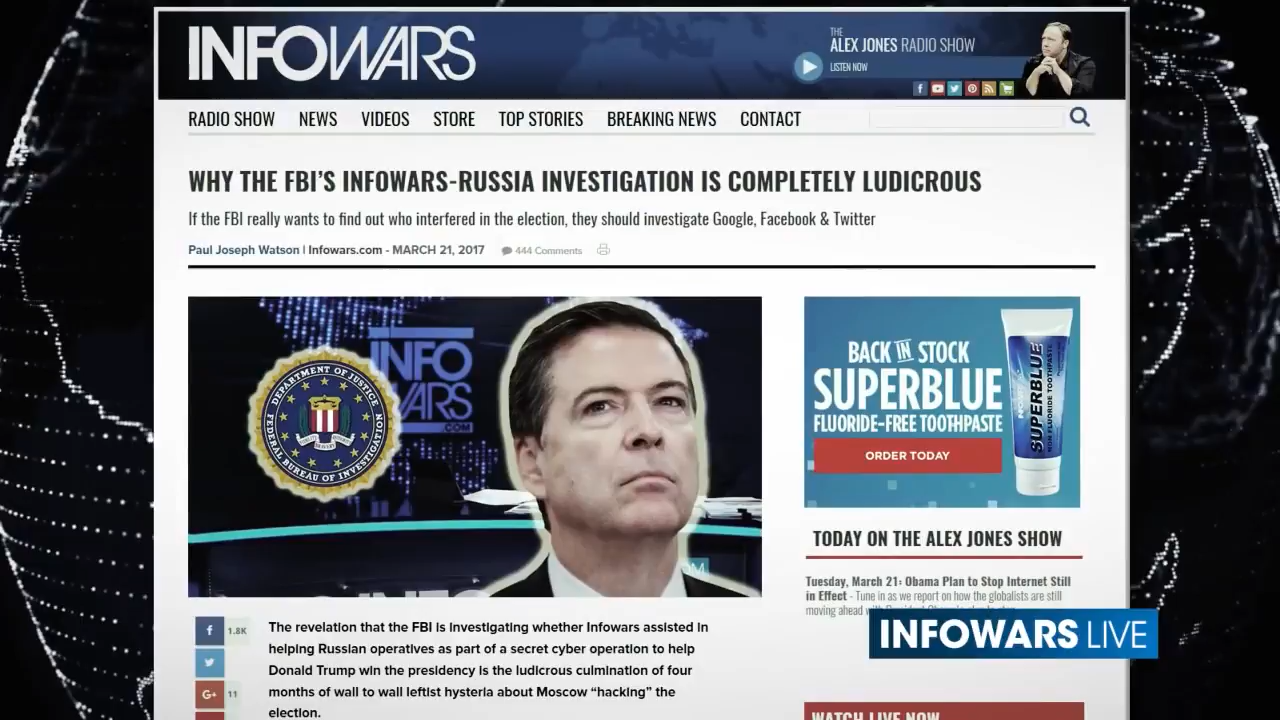 INFOWARS
THE
ALEX JONES RADIO SHOW
LISTEN NOW
RADIO SHOW NEWS VIDEOS STORE TOP STORIES BREAKING NEWS CONTACT
WHY THE FBI'S INFOWARS-RUSSIA INVESTIGATION IS COMPLETELY LUDICROUS
If the FBI really wants to find out who interfered in the election, they should investigate Google, Facebook & Twitter
Paul Joseph Watson | Infowars.com - MARCH 21, 2017 444 Comments
DEPARTMENT OF JUSTICE
FEDERAL BUREAU OF INVESTIGATION
INFO
WARS
.COM
BACK IN STOCK
SUPERBLUE
FLUORIDE-FREE TOOTHPASTE
ORDER TODAY
SUPERBLUE
TODAY ON THE ALEX JONES SHOW
Tuesday, March 21: Obama Plan to Stop Internet Still
in Effect - Tune in as we report on how the globalists are still
moving ahead
INFOWARS LIVE
1.8K
11
The revelation that the FBI is investigating whether Infowars assisted in
helping Russian operatives as part of a secret cyber operation to help
Donald Trump win the presidency is the ludicrous culmination of four
months of wall to wall leftist hysteria about Moscow “hacking” the
election.
WATCH LIVE NOW